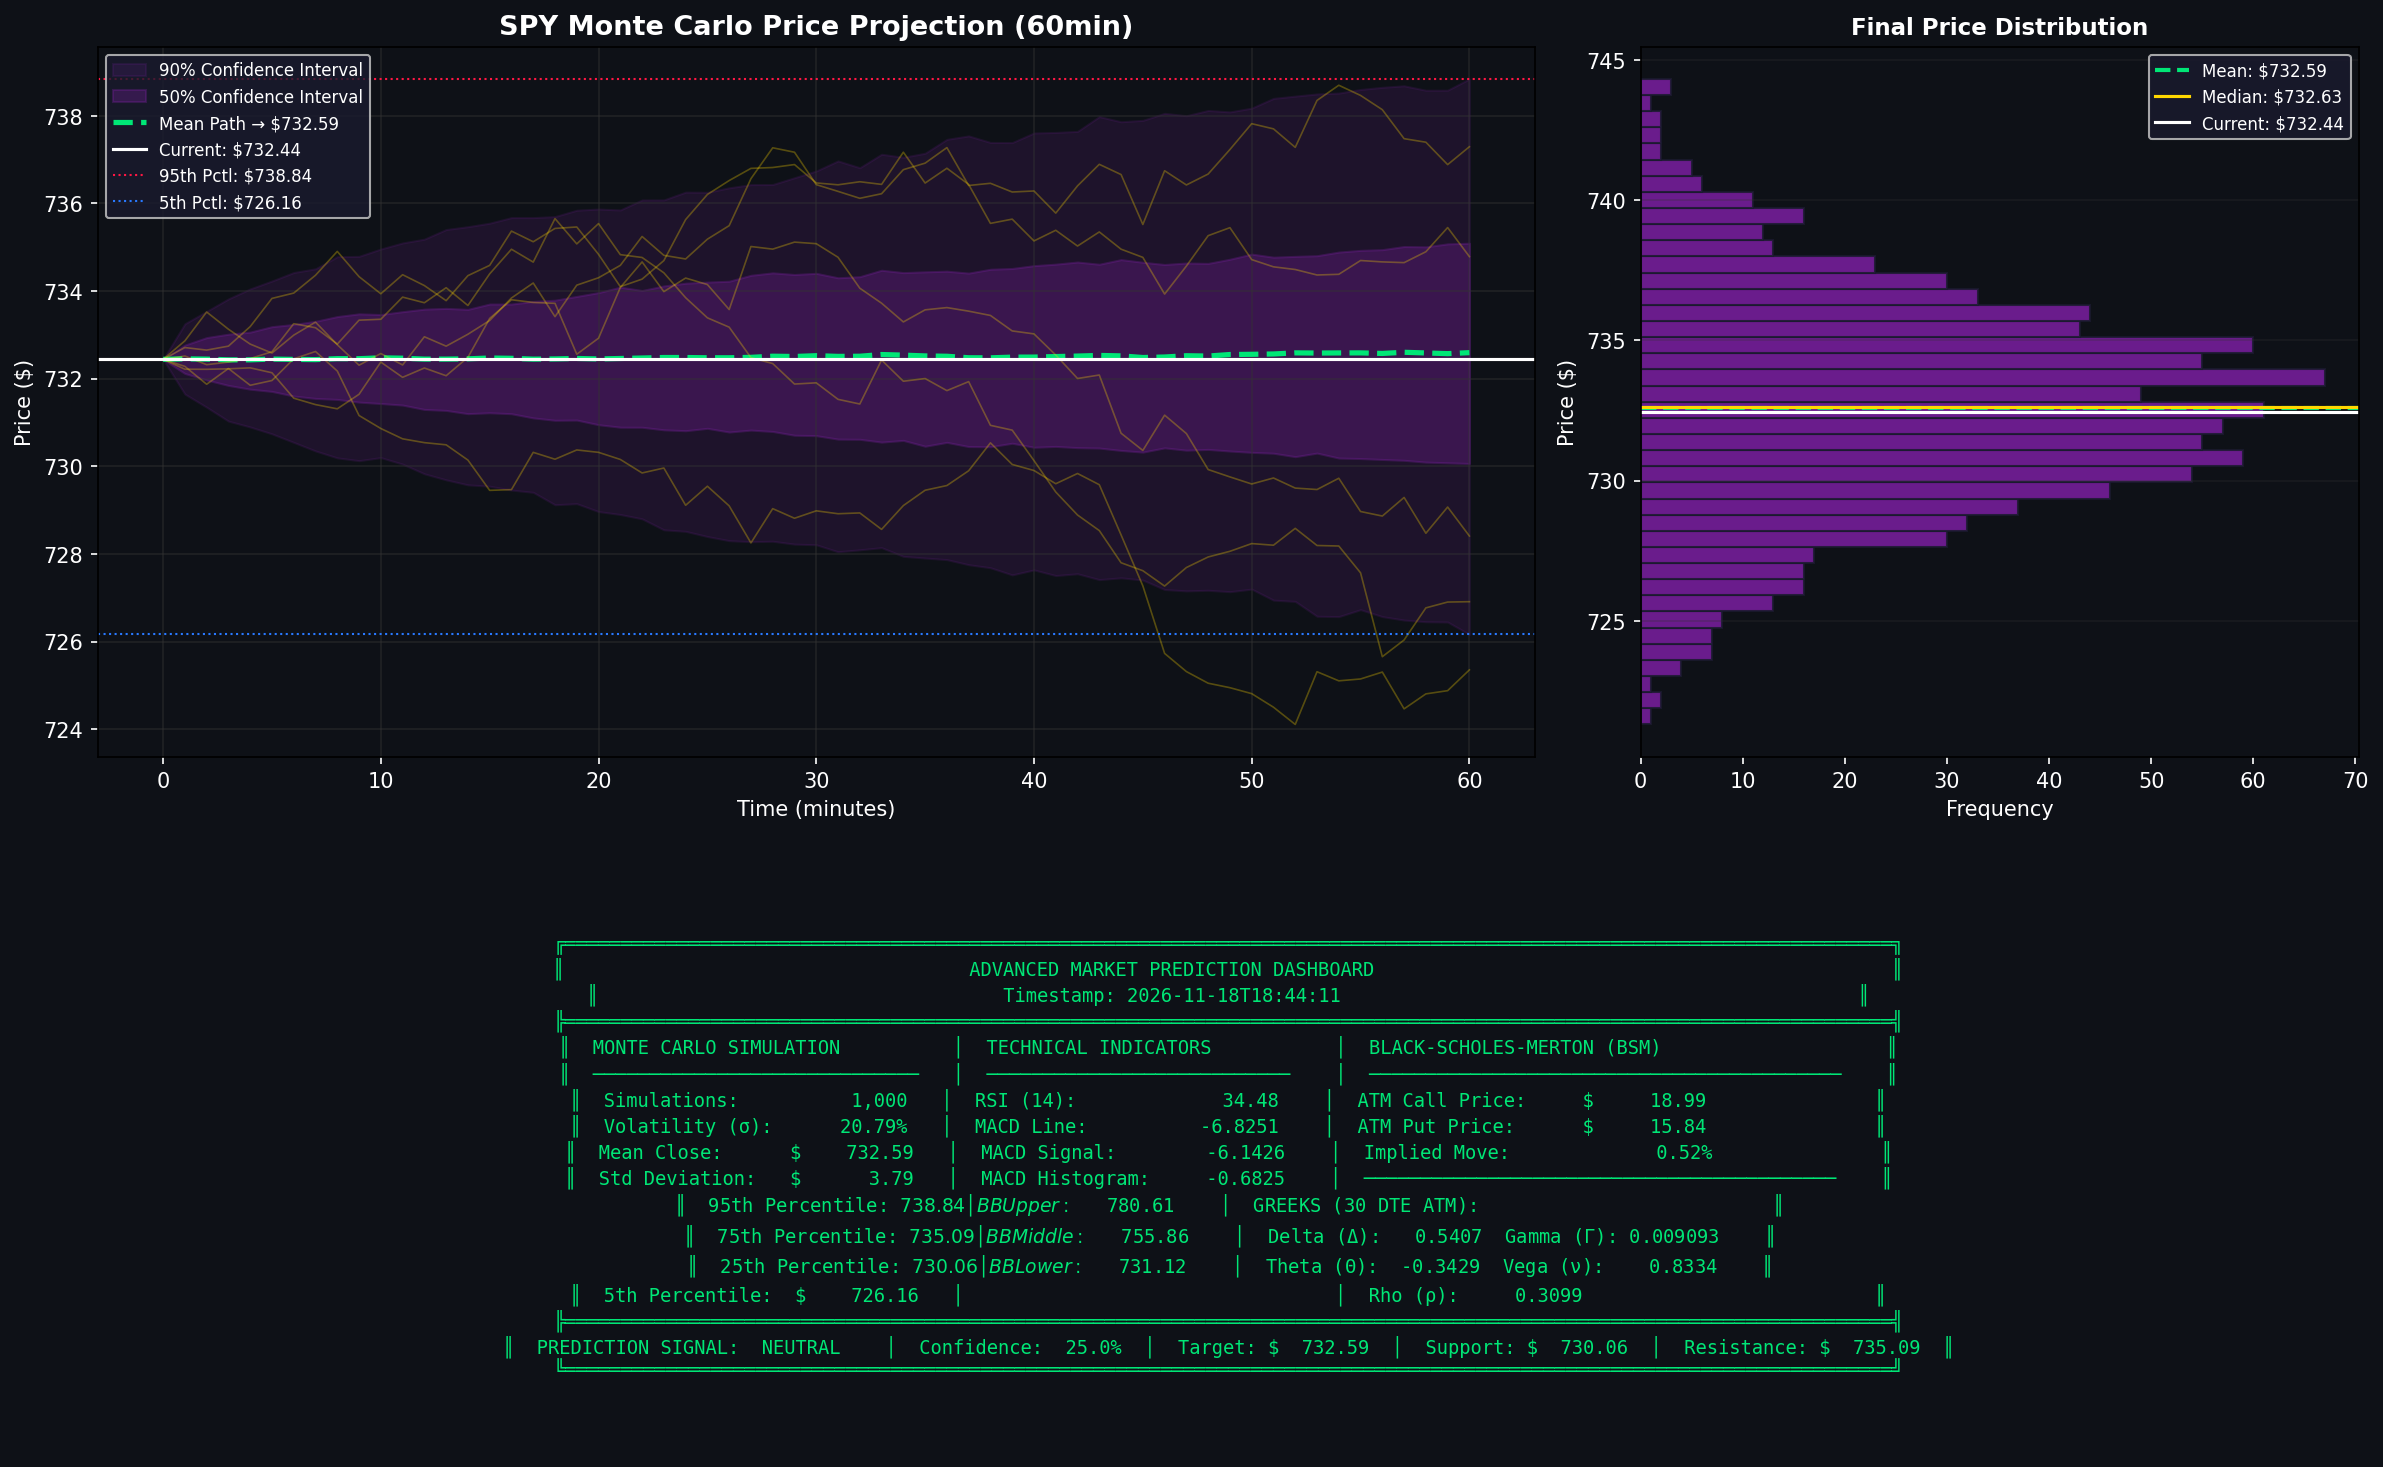 SPY Monte Carlo Price Projection (60min)
90% Confidence Interval
50% Confidence Interval
Mean Path → $732.59
Current: $732.44
95th Pctl: $738.84
5th Pctl: $726.16
738
736
734
732
730
728
726
724
Price ($)
0 10 20 30 40 50 60
Time (minutes)
Final Price Distribution
Mean: $732.59
Median: $732.63
Current: $732.44
745
740
735
730
725
Price ($)
0 10 20 30 40 50 60 70
Frequency
ADVANCED MARKET PREDICTION DASHBOARD
Timestamp: 2026-11-18T18:44:11
MONTE CARLO SIMULATION │ TECHNICAL INDICATORS │ BLACK-SCHOLES-MERTON (BSM)
Simulations: 1,000 │ RSI (14): 34.48 │ ATM Call Price: $ 18.99
Volatility (σ): 20.79% │ MACD Line: -6.8251 │ ATM Put Price: $ 15.84
Mean Close: $ 732.59 │ MACD Signal: -6.1426 │ Implied Move: 0.52%
Std Deviation: $ 3.79 │ MACD Histogram: -0.6825 │
95th Percentile: 738.84│BBUpper: 780.61 │ GREEKS (30 DTE ATM):
75th Percentile: 735.09│BBMiddle: 755.86 │ Delta (Δ): 0.5407 Gamma (Γ): 0.009093
25th Percentile: 730.06│BBLower: 731.12 │ Theta (Θ): -0.3429 Vega (ν): 0.8334
5th Percentile: $ 726.16 │ │ Rho (ρ): 0.3099
PREDICTION SIGNAL: NEUTRAL │ Confidence: 25.0% │ Target: $ 732.59 │ Support: $ 730.06 │ Resistance: $ 735.09